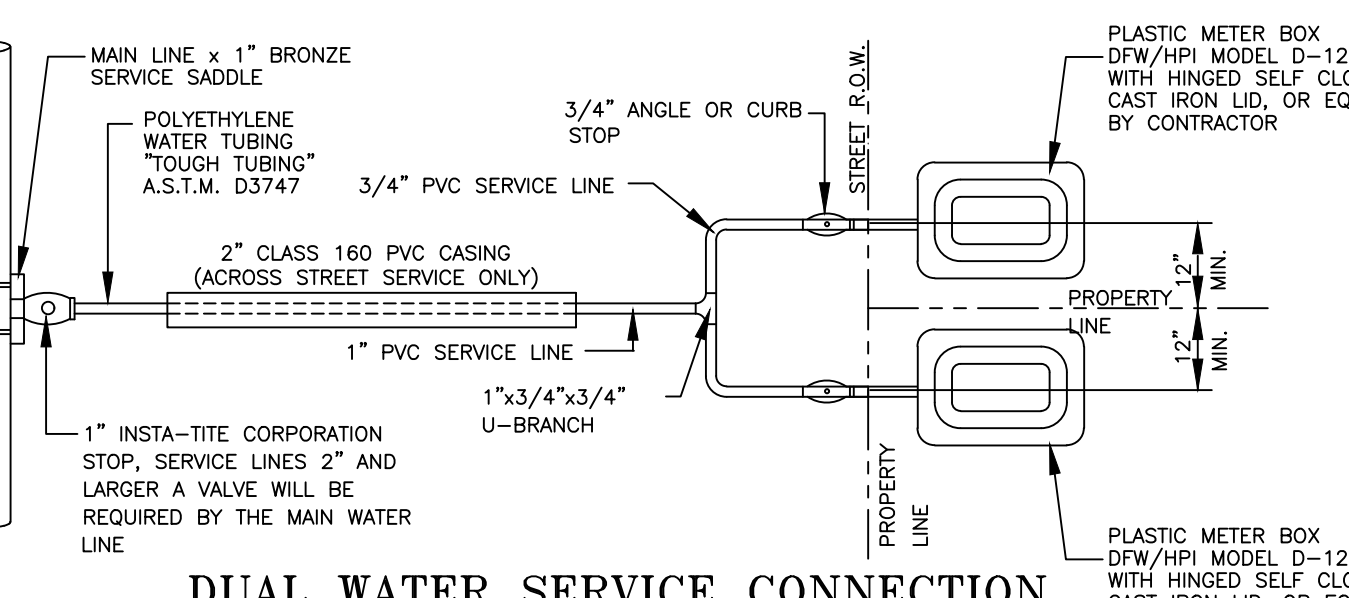 MAIN LINE x 1" BRONZE
SERVICE SADDLE
POLYETHYLENE
WATER TUBING
"TOUGH TUBING"
A.S.T.M. D3747
3/4" PVC SERVICE LINE
3/4" ANGLE OR CURB
STOP
STREET R.O.W.
PLASTIC METER BOX
DFW/HPI MODEL D-12
WITH HINGED SELF
CAST IRON LID, OR
BY CONTRACTOR
2" CLASS 160 PVC CASING
(ACROSS STREET SERVICE ONLY)
1" PVC SERVICE LINE
1"x3/4"x3/4"
U-BRANCH
PROPERTY
LINE
12"
MIN.
12"
MIN.
1" INSTA-TITE CORPORATION
STOP, SERVICE LINES 2" AND
LARGER A VALVE WILL BE
REQUIRED BY THE MAIN WATER
LINE
PROPERTY
LINE
PLASTIC METER BOX
DFW/HPI MODEL D-12
WITH HINGED SELF
CAST IRON LID, OR
DUAL WATER SERVICE CONNECTION